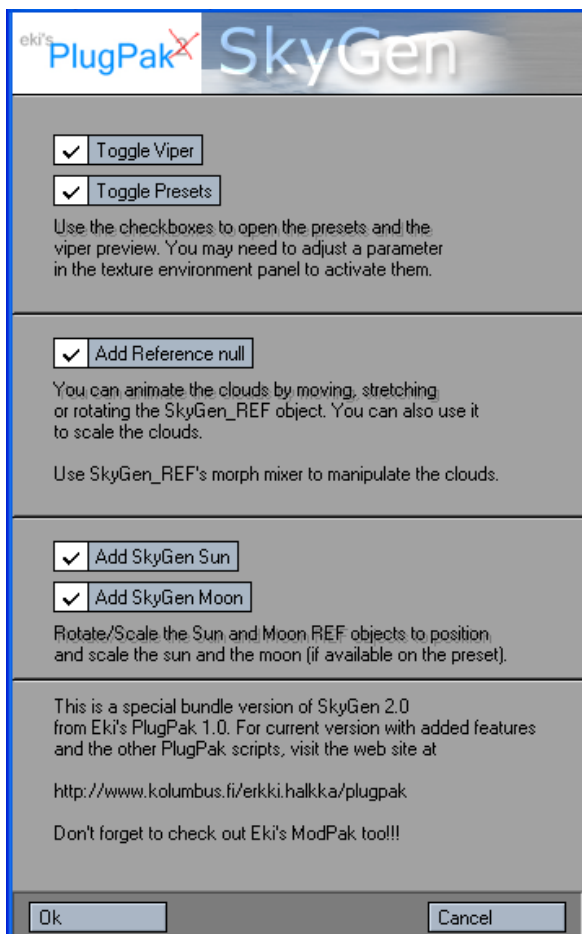 eki's
PlugPak2
SkyGen
Toggle Viper
Toggle Presets
Use the checkboxes to open the presets and the
viper preview. You may need to adjust a parameter
in the texture environment panel to activate them.
Add Reference null
You can animate the clouds by moving, stretching
or rotating the SkyGen_REF object. You can also use it
to scale the clouds.
Use SkyGen_REF's morph mixer to manipulate the clouds.
Add SkyGen Sun
Add SkyGen Moon
Rotate/Scale the Sun and Moon REF objects to position
and scale the sun and the moon (if available on the preset).
This is a special bundle version of SkyGen 2.0
from Eki's PlugPak 1.0. For current version with added features
and the other PlugPak scripts, visit the web site at
http://www.kolumbus.fi/erkki.halkka/plugpak
Don't forget to check out Eki's ModPak too!!!
Ok
Cancel